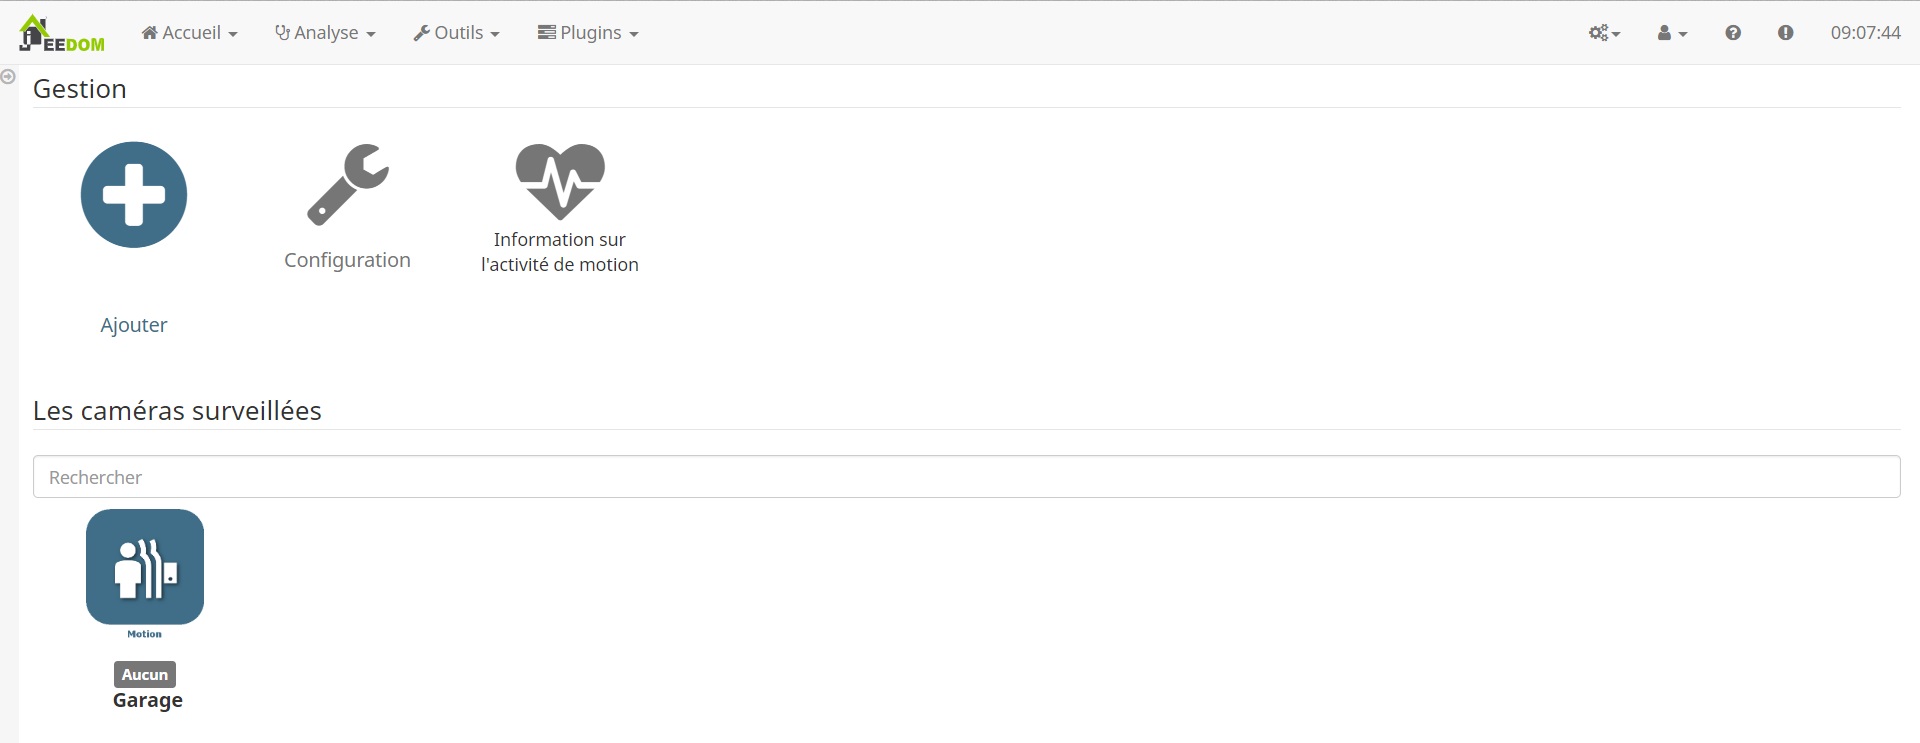 JEEDOM Accueil Analyse Outils Plugins 09:07:44
Gestion
Ajouter
Configuration
Information sur
l'activité de motion
Les caméras surveillées
Rechercher
Motion
Aucun
Garage